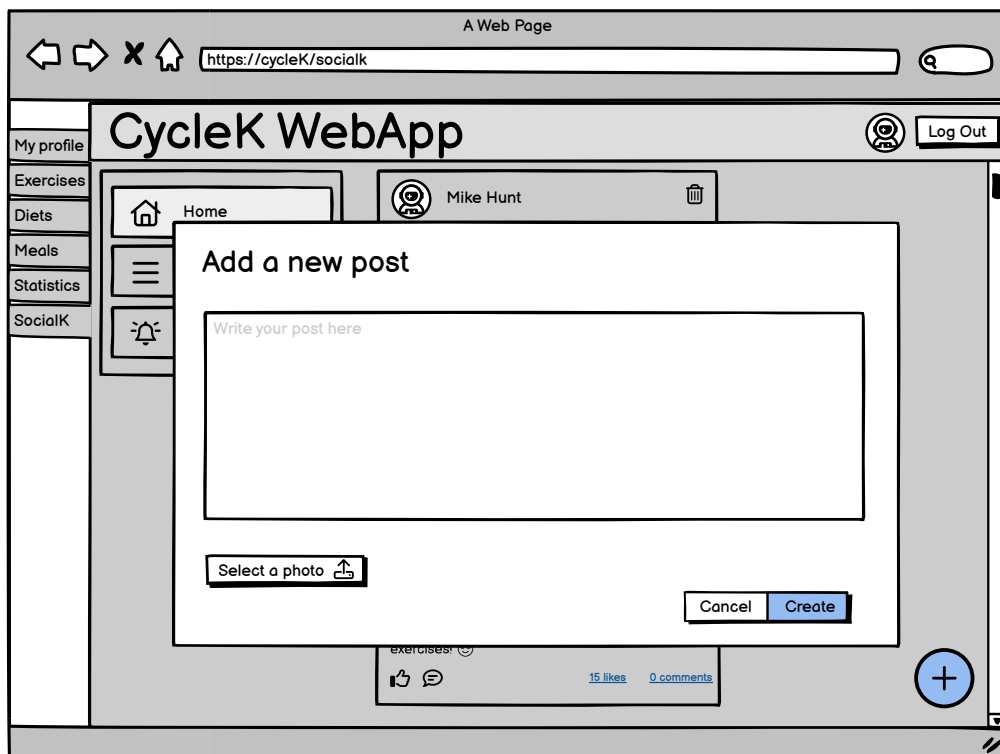 A Web Page
https://cycleK/socialk
CycleK WebApp
Log Out
My profile
Exercises
Diets
Meals
Statistics
SocialK
Home
Mike Hunt
Add a new post
Write your post here
Select a photo
Cancel
Create
exercises!
15 likes
0 comments